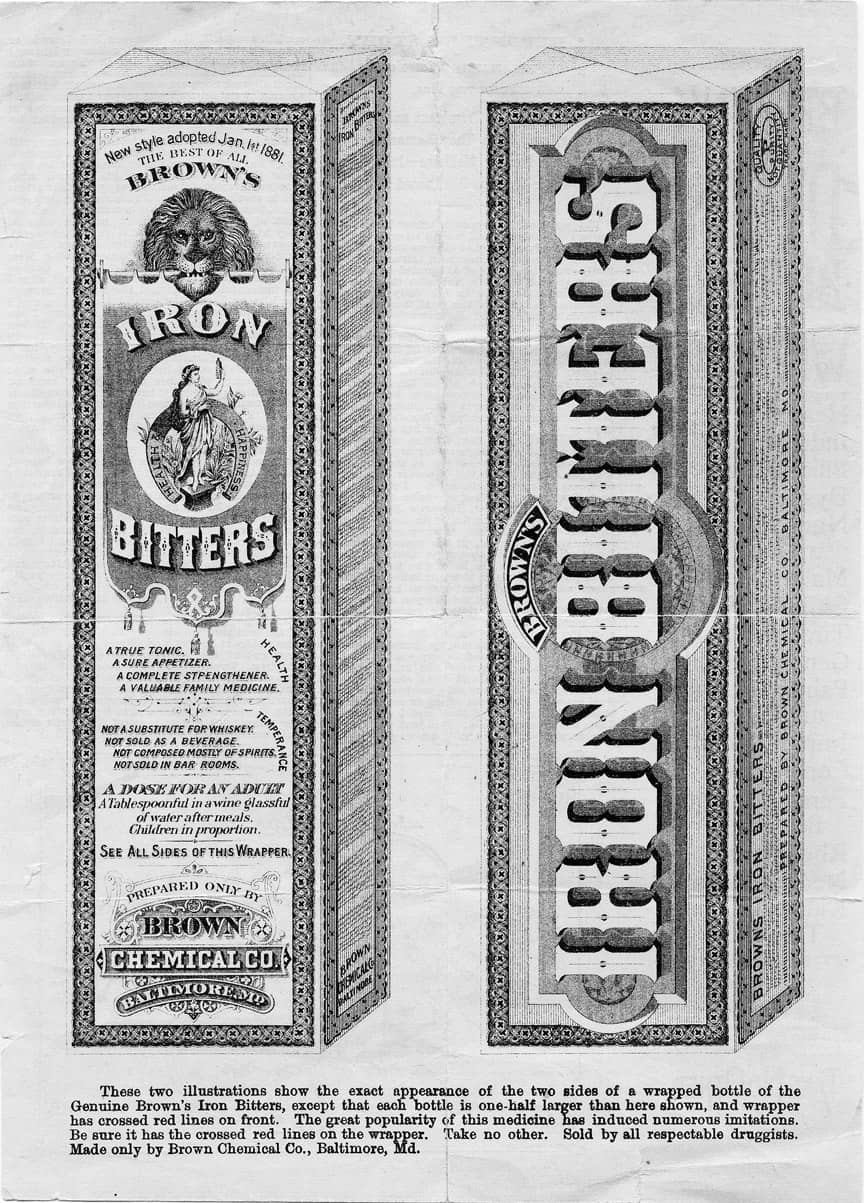 New style adopted Jan. 1st 1881.
THE BEST OF ALL
BROWN'S
IRON
HEALTH
HAPPINESS
BITTERS
A TRUE TONIC.
A SURE APPETIZER.
A COMPLETE STRENGTHENER.
A VALUABLE FAMILY MEDICINE.
HEALTH
NOT A SUBSTITUTE FOR WHISKEY.
NOT SOLD AS A BEVERAGE.
NOT COMPOSED MOSTLY OF SPIRITS.
NOT SOLD IN BAR-ROOMS.
TEMPERANCE
A DOSE FOR AN ADULT
A Tablespoonful in a wine glassful
of water after meals.
Children in proportion.
SEE ALL SIDES OF THIS WRAPPER.
PREPARED ONLY BY
BROWN
CHEMICAL CO.
BALTIMORE, MD.
BROWNS
IRON BITTERS
BROWN
CHEMICAL CO
BALTIMORE
BROWN'S
IRON BITTERS
QUALITY
QUANTITY
BROWNS IRON BITTERS
PREPARED BY BROWN CHEMICAL CO. BALTIMORE MD.
These two illustrations show the exact appearance of the two sides of a wrapped bottle of the
Genuine Brown's Iron Bitters, except that each bottle is one-half larger than here shown, and wrapper
has crossed red lines on front. The great popularity of this medicine has induced numerous imitations.
Be sure it has the crossed red lines on the wrapper. Take no other. Sold by all respectable druggists.
Made only by Brown Chemical Co., Baltimore, Md.